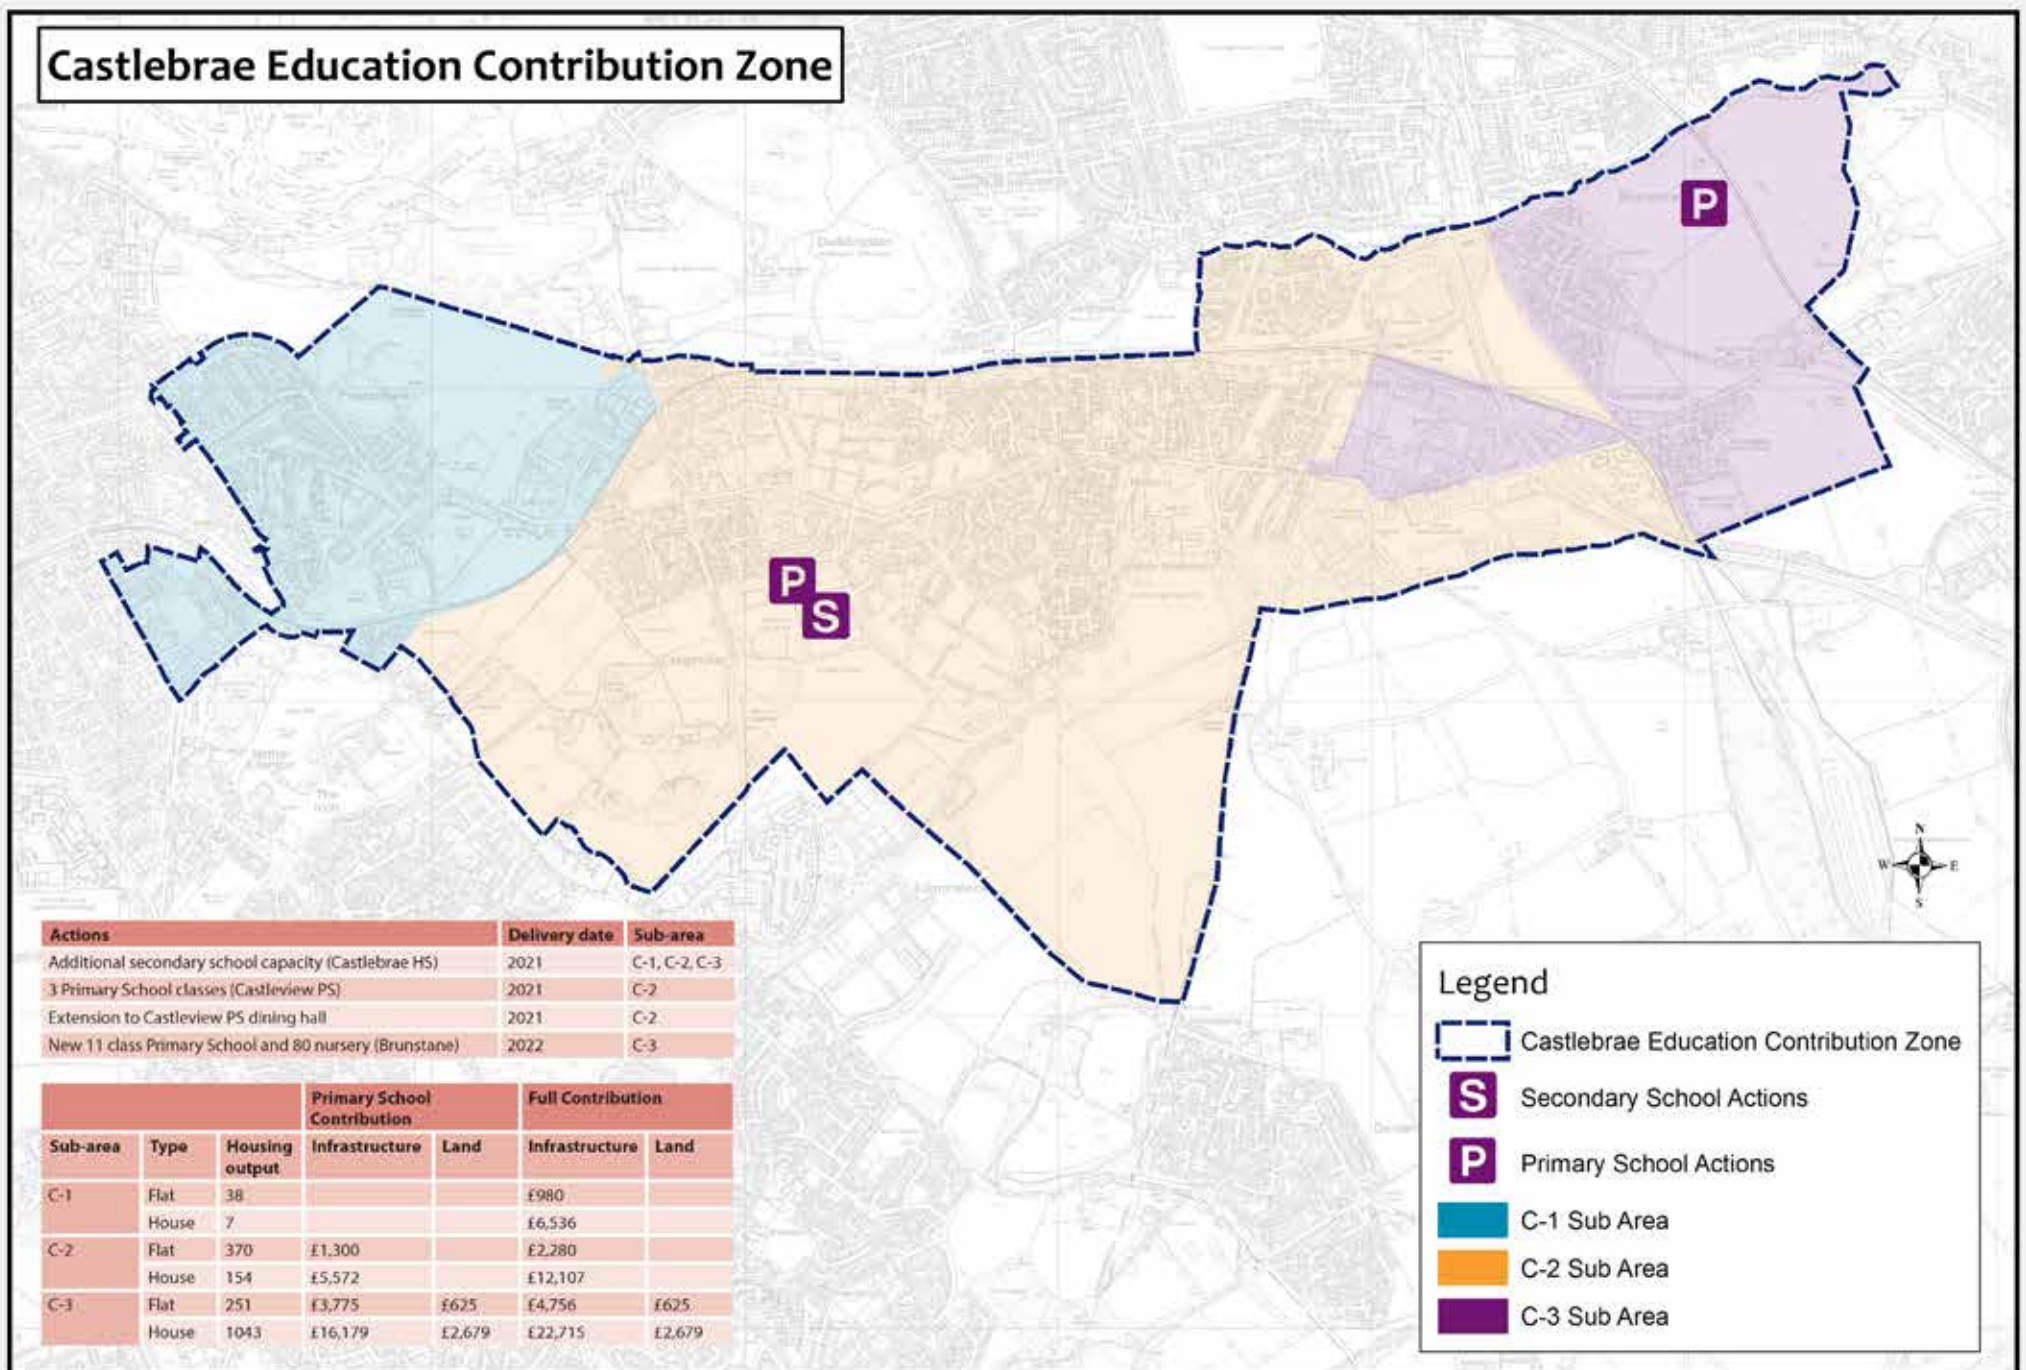 Castlebrae Education Contribution Zone
P
P
S
N
W E
S
Actions Delivery date Sub-area
Additional secondary school capacity (Castlebrae HS) 2021 C-1, C-2, C-3
3 Primary School classes (Castleview PS) 2021 C-2
Extension to Castleview PS dining hall 2021 C-2
New 11 class Primary School and 80 nursery (Brunstane) 2022 C-3
Primary School Contribution Full Contribution
Sub-area Type Housing output Infrastructure Land Infrastructure Land
C-1 Flat 38 £980
House 7 £6,536
C-2 Flat 370 £1,300 £2,280
House 154 £5,572 £12,107
C-3 Flat 251 £3,775 £625 £4,756 £625
House 1043 £16,179 £2,679 £22,715 £2,679
Legend
Castlebrae Education Contribution Zone
S Secondary School Actions
P Primary School Actions
C-1 Sub Area
C-2 Sub Area
C-3 Sub Area